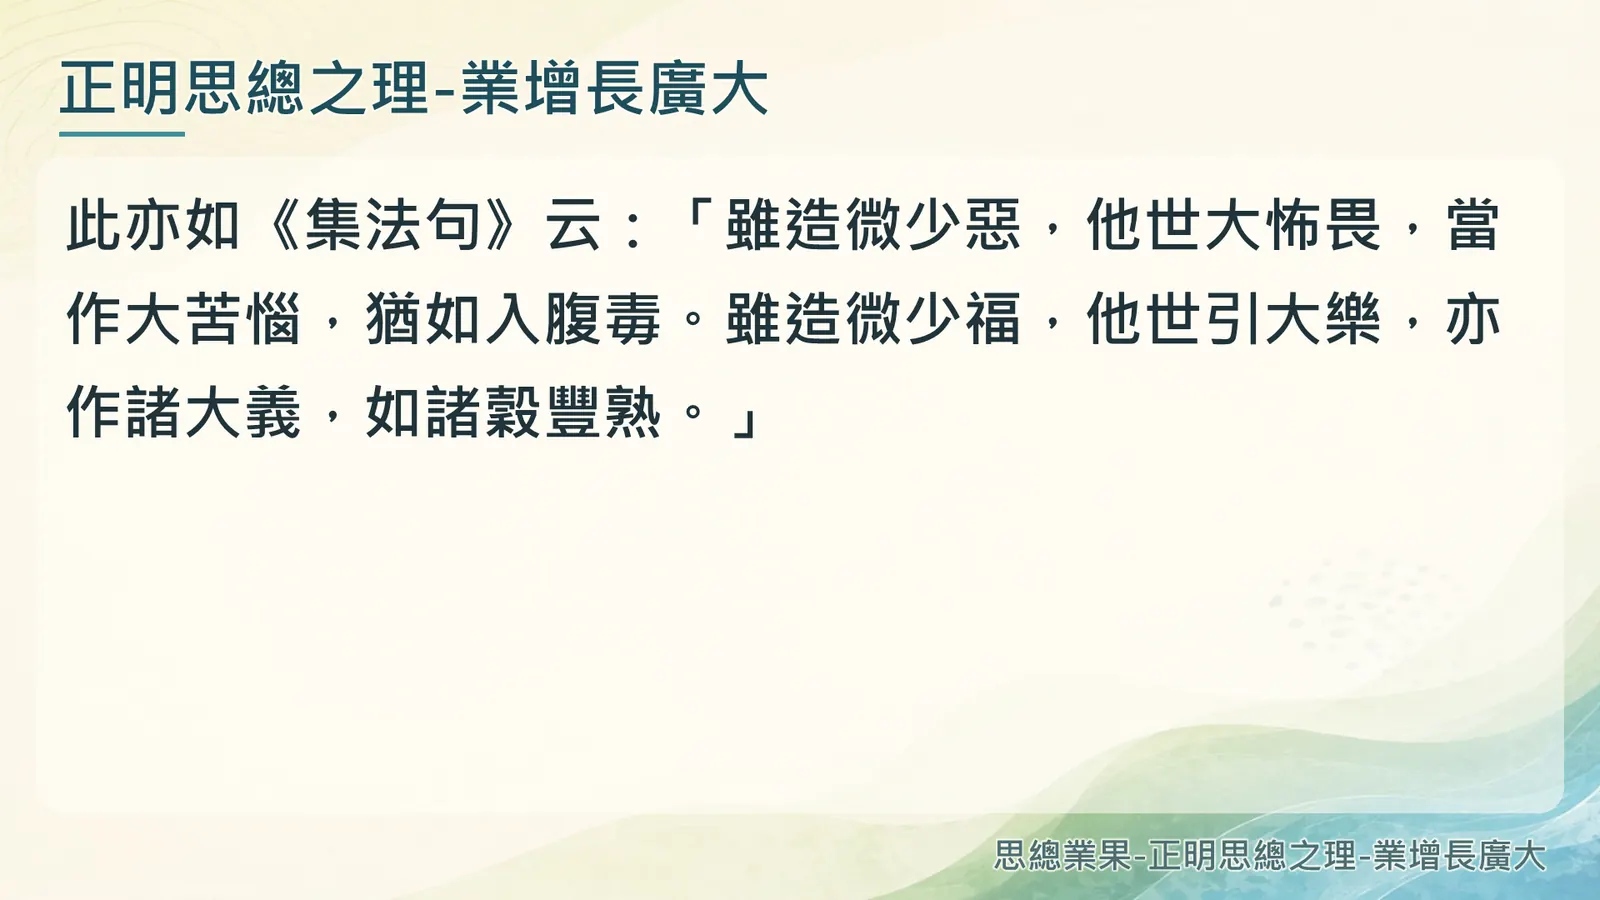 正明思總之理-業增長廣大
此亦如《集法句》云：「雖造微少惡，他世大怖畏，當
作大苦惱，猶如入腹毒。雖造微少福，他世引大樂，亦
作諸大義，如諸穀豐熟。」
思總業果-正明思總之理-業增長廣大